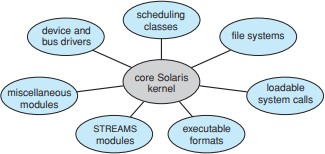 scheduling
classes
device and
bus drivers
file systems
core Solaris
kernel
miscellaneous
modules
loadable
system calls
STREAMS
modules
executable
formats